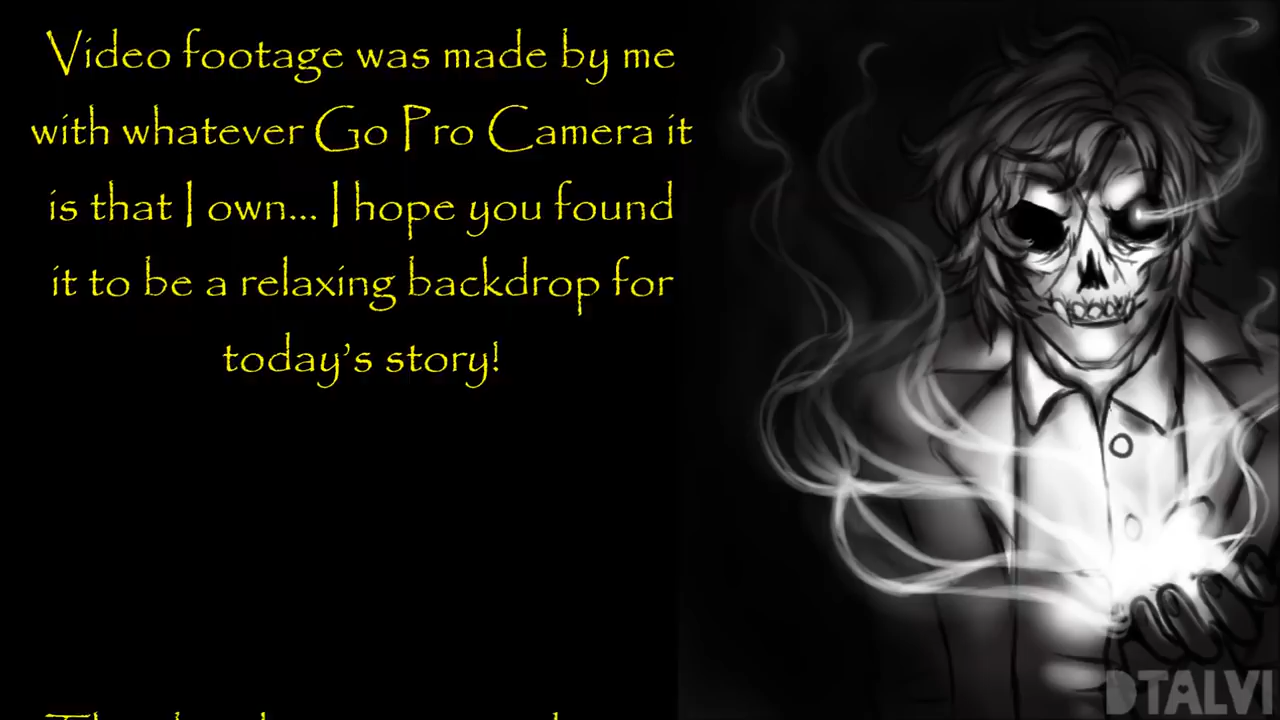 Video footage was made by me
with whatever Go Pro Camera it
is that I own... I hope you found
it to be a relaxing backdrop for
today's story!
DTALVI